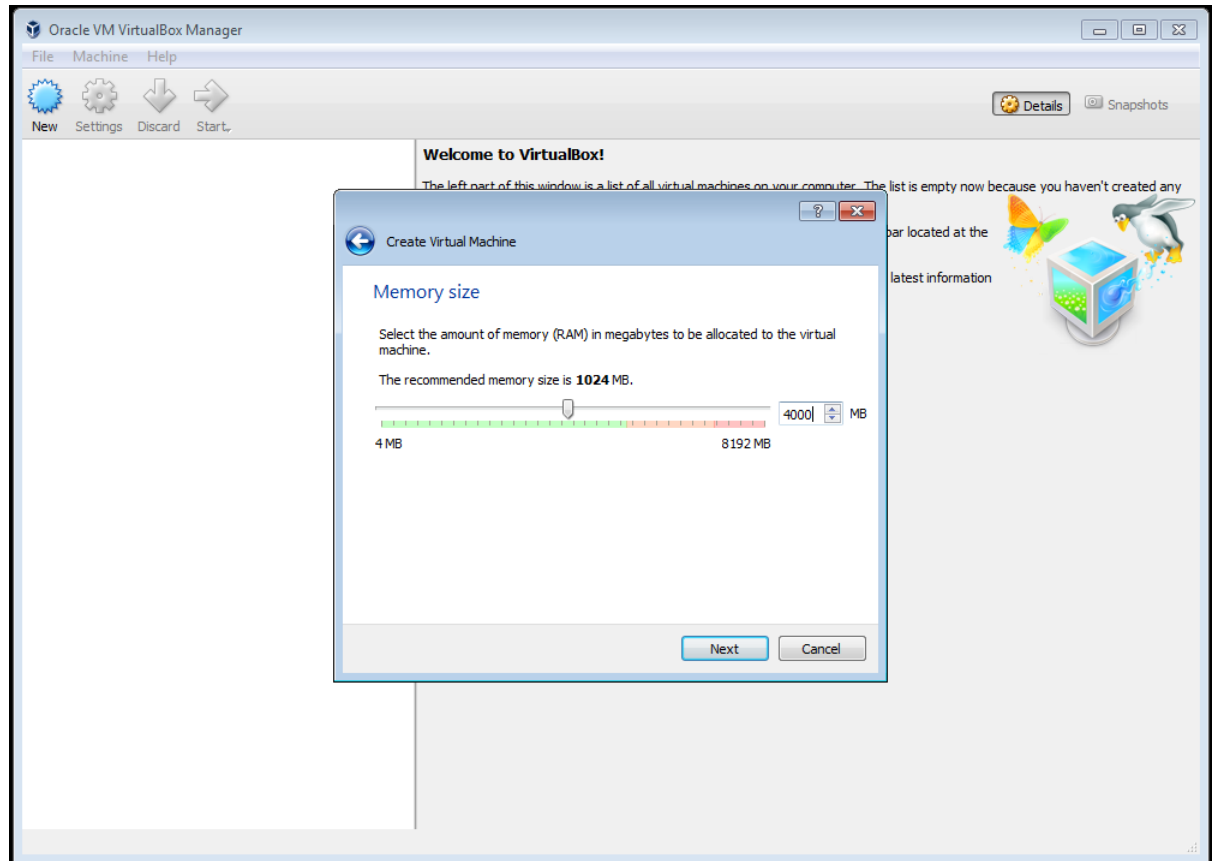 Oracle VM VirtualBox Manager
File Machine Help
New Settings Discard Start
Details Snapshots
Welcome to VirtualBox!
The left part of this window is a list of all virtual machines on your computer. The list is empty now because you haven't created any
bar located at the
latest information
Create Virtual Machine
Memory size
Select the amount of memory (RAM) in megabytes to be allocated to the virtual
machine.
The recommended memory size is 1024 MB.
4000 MB
4 MB 8192 MB
Next Cancel